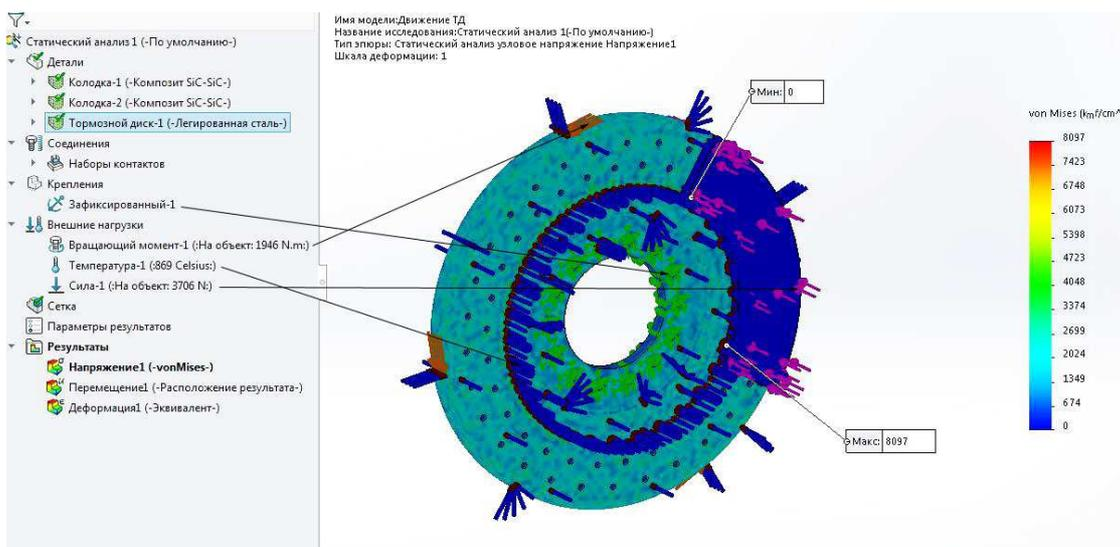 Статический анализ 1 (-По умолчанию-)
Детали
Колодка-1 (-Композит SiC-SiC-)
Колодка-2 (-Композит SiC-SiC-)
Тормозной диск-1 (-Легированная сталь-)
Соединения
Наборы контактов
Крепления
Зафиксированный-1
Внешние нагрузки
Вращающий момент-1 (:На объект: 1946 N.m:)
Температура-1 (:869 Celsius:)
Сила-1 (:На объект: 3706 N:)
Сетка
Параметры результатов
Результаты
Напряжение1 (-vonMises-)
Перемещение1 (-Расположение результата-)
Деформация1 (-Эквивалент-)
Имя модели:Движение ТД
Название исследования:Статический анализ 1(-По умолчанию-)
Тип эпюры: Статический анализ узловое напряжение Напряжение1
Шкала деформации: 1
Мин: 0
Макс: 8097
von Mises
8097
7423
6748
6073
5398
4723
4048
3374
2699
2024
1349
674
0